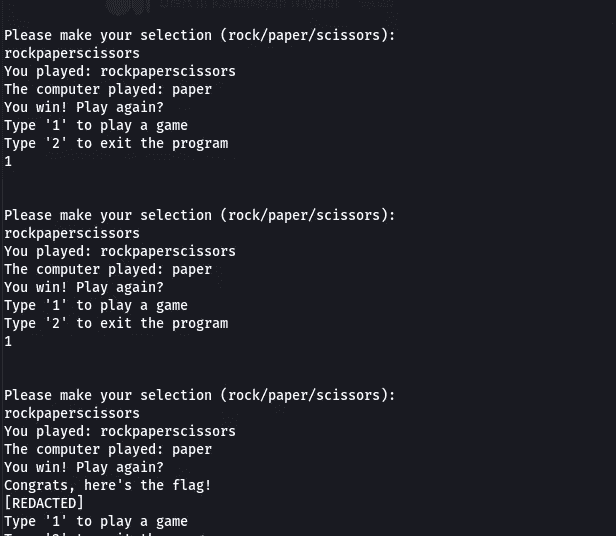 Please make your selection (rock/paper/scissors):
rockpaperscissors
You played: rockpaperscissors
The computer played: paper
You win! Play again?
Type '1' to play a game
Type '2' to exit the program
1
Please make your selection (rock/paper/scissors):
rockpaperscissors
You played: rockpaperscissors
The computer played: paper
You win! Play again?
Type '1' to play a game
Type '2' to exit the program
1
Please make your selection (rock/paper/scissors):
rockpaperscissors
You played: rockpaperscissors
The computer played: paper
You win! Play again?
Congrats, here's the flag!
[REDACTED]
Type '1' to play a game